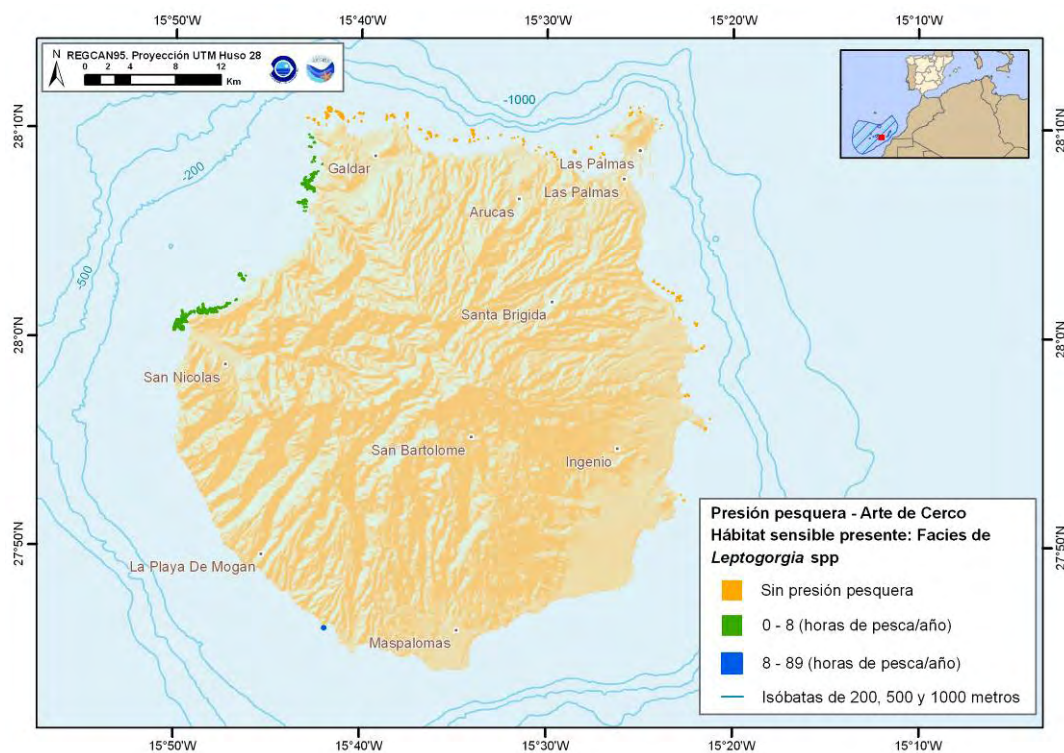 15°50'W 15°40'W 15°30'W 15°20'W 15°10'W
N REGCAN95. Proyección UTM Huso 28
0 2 4 8 12
Km
-1000
28°10'N
28°10'N
-200
Galdar
Las Palmas
Las Palmas
Arucas
-500
Santa Brigida
28°0'N
28°0'N
San Nicolas
San Bartolome
Ingenio
27°50'N
27°50'N
La Playa De Mogan
Maspalomas
Presión pesquera - Arte de Cerco
Hábitat sensible presente: Facies de
Leptogorgia spp
Sin presión pesquera
0 - 8 (horas de pesca/año)
8 - 89 (horas de pesca/año)
Isóbatas de 200, 500 y 1000 metros
15°50'W 15°40'W 15°30'W 15°20'W 15°10'W